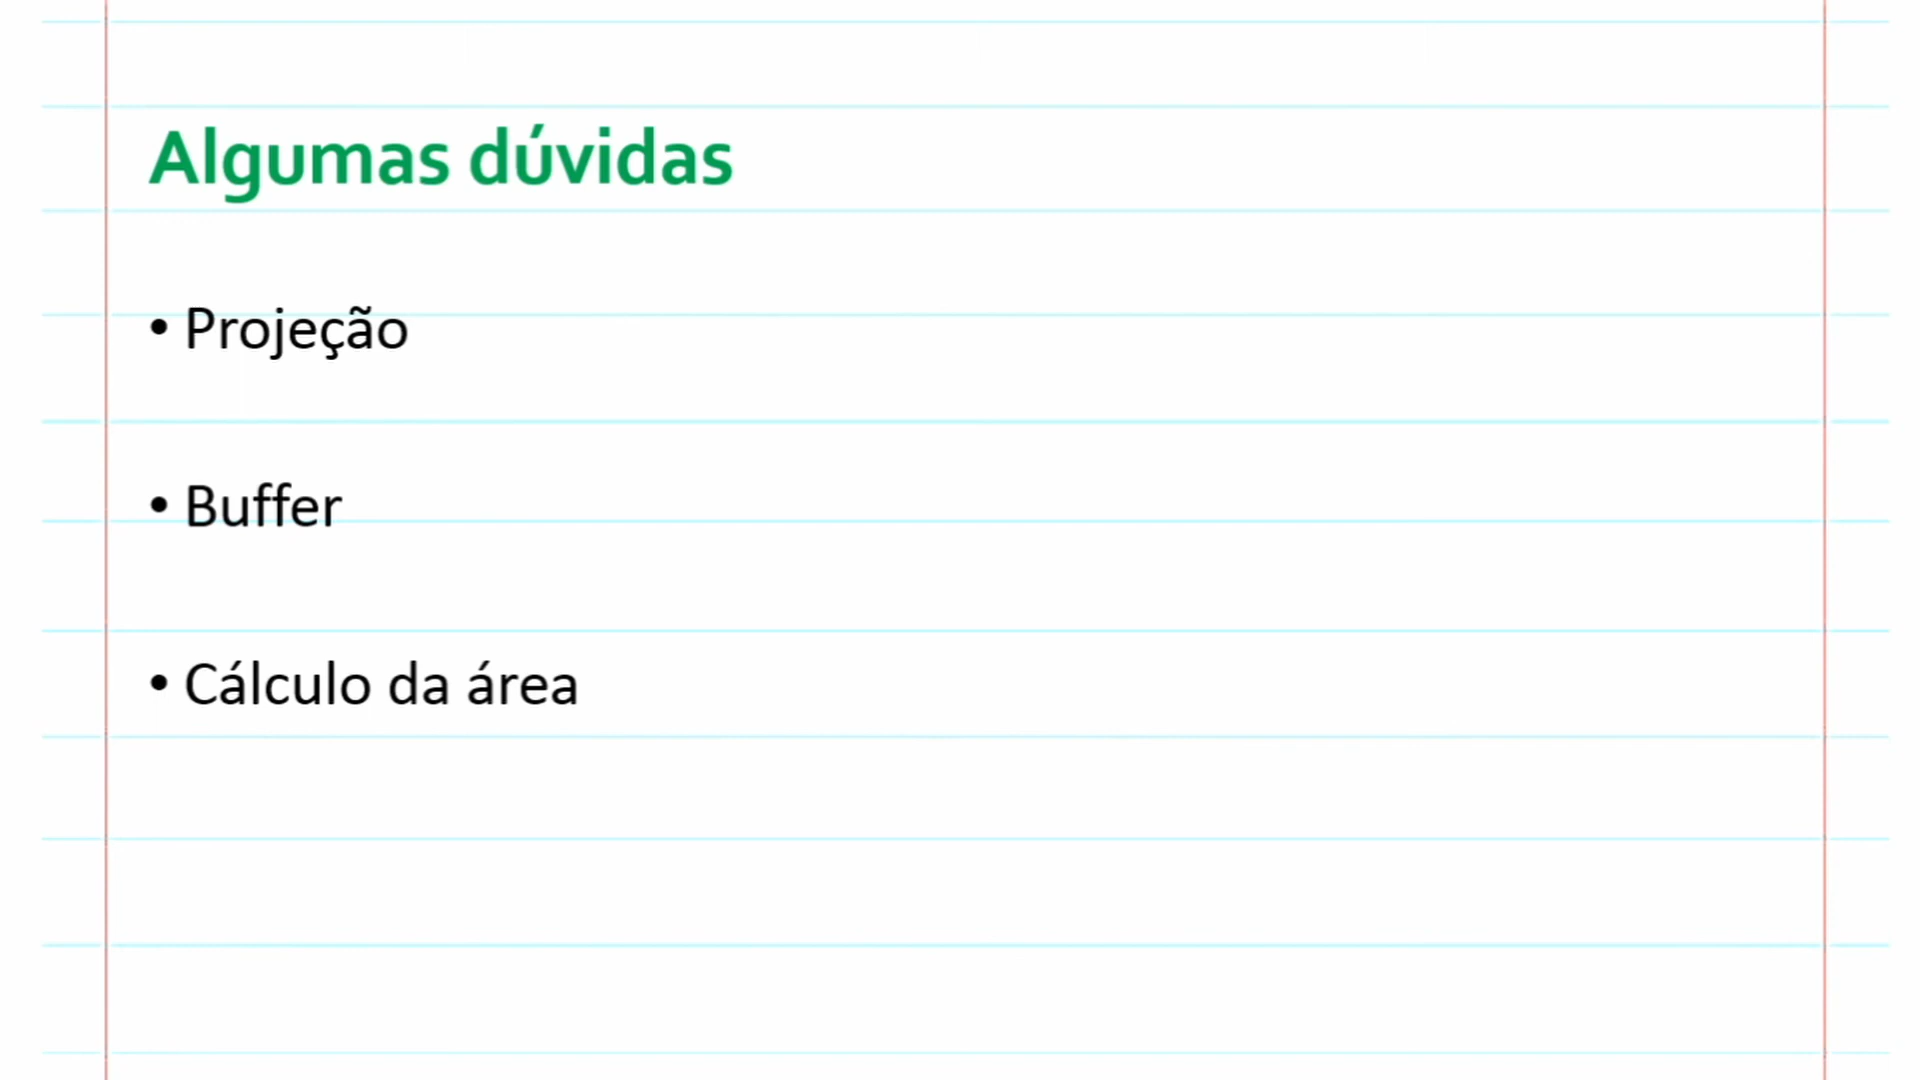 Algumas dúvidas
• Projeção
• Buffer
• Cálculo da área